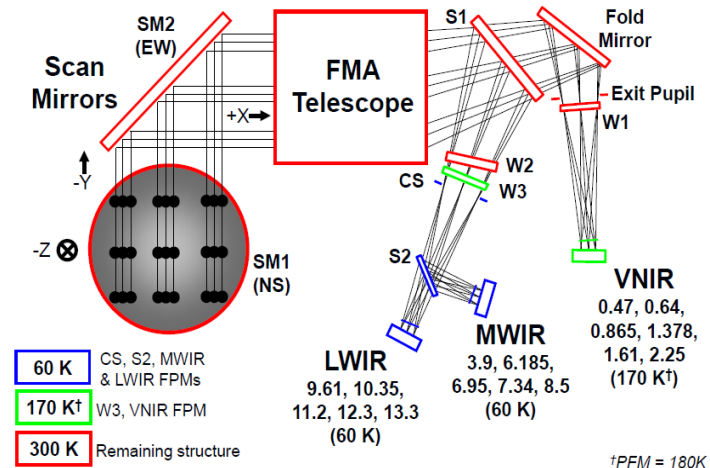 SM2
(EW)
Scan
Mirrors
FMA
Telescope
S1
Fold
Mirror
Exit Pupil
W1
+X
-Y
-Z
SM1
(NS)
W2
CS
W3
S2
VNIR
0.47, 0.64,
0.865, 1.378,
1.61, 2.25
(170 K†)
MWIR
3.9, 6.185,
6.95, 7.34, 8.5
(60 K)
LWIR
9.61, 10.35,
11.2, 12.3, 13.3
(60 K)
60 K
CS, S2, MWIR
& LWIR FPMs
170 K†
W3, VNIR FPM
300 K
Remaining structure
†PFM = 180K